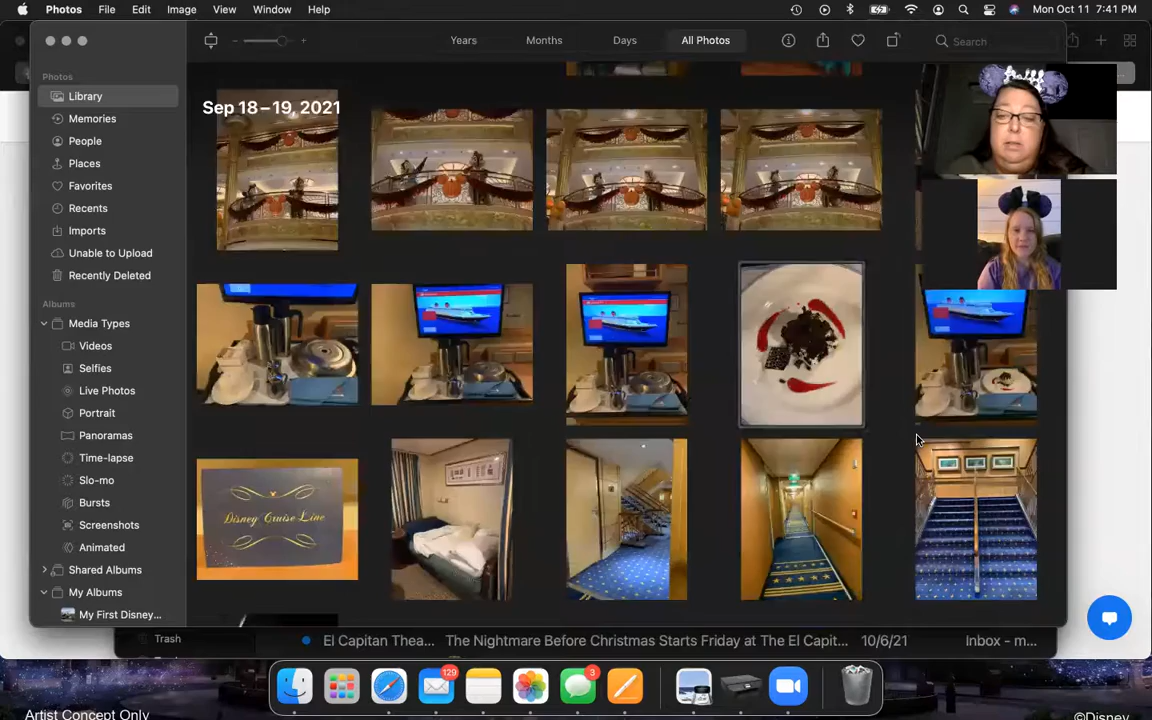 Photos File Edit Image View Window Help Mon Oct 11 7:41 PM
Years Months Days All Photos Search
Photos
Library
Memories
People
Places
Favorites
Recents
Imports
Unable to Upload
Recently Deleted
Albums
Media Types
Videos
Selfies
Live Photos
Portrait
Panoramas
Time-lapse
Slo-mo
Bursts
Screenshots
Animated
Shared Albums
My Albums
My First Disney...
Sep 18–19, 2021
Disney Cruise Line
Trash El Capitan Thea... The Nightmare Before Christmas Starts Friday at The El Capit... 10/6/21 Inbox - m...
129
3
Artist Concept Only ©Disney